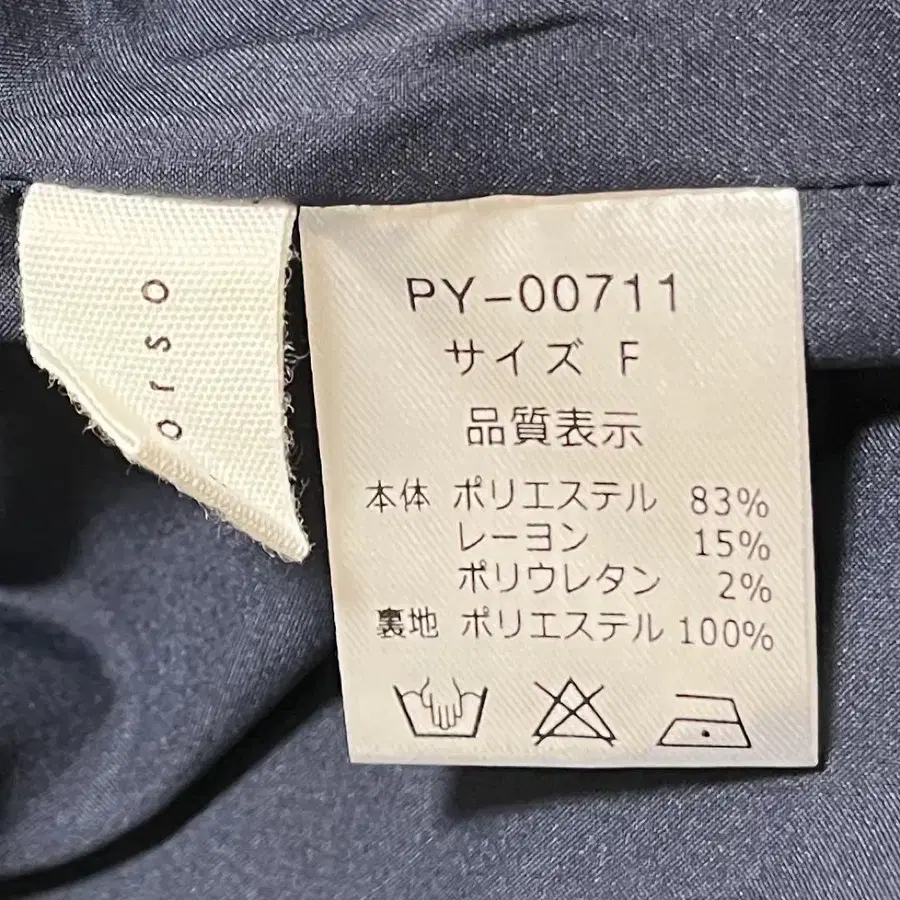 orso
PY-00711
サイズ F
品質表示
本体 ポリエステル 83%
レーヨン 15%
ポリウレタン 2%
裏地 ポリエステル 100%